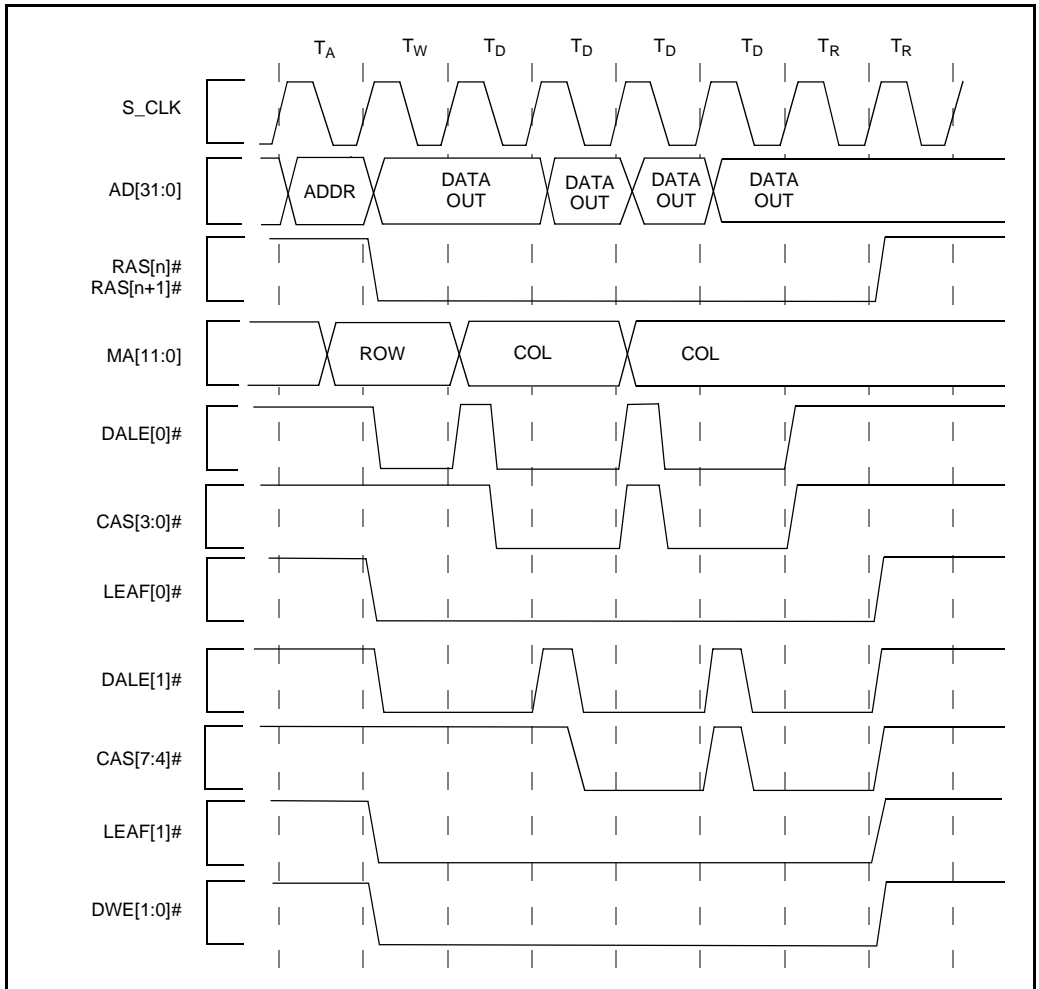 T_A T_W T_D T_D T_D T_D T_R T_R
S_CLK
AD[31:0]
ADDR
DATA
OUT
DATA
OUT
DATA
OUT
DATA
OUT
RAS[n]#
RAS[n+1]#
MA[11:0]
ROW
COL
COL
DALE[0]#
CAS[3:0]#
LEAF[0]#
DALE[1]#
CAS[7:4]#
LEAF[1]#
DWE[1:0]#